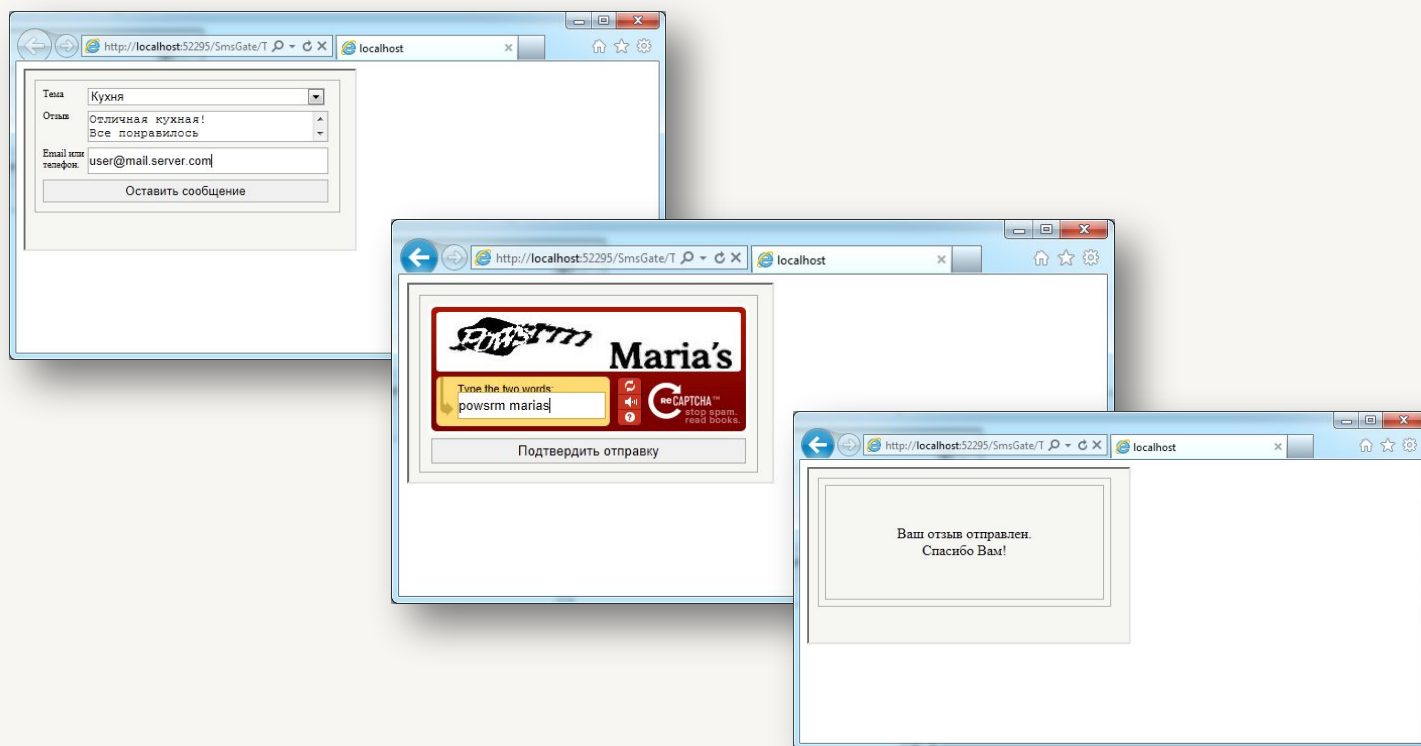 http://localhost:52295/SmsGate/T
localhost
Тема
Кухня
Отзыв
Отличная кухная!
Все понравилось
Email или
телефон.
user@mail.server.com
Оставить сообщение
http://localhost:52295/SmsGate/T
localhost
Powsrm Maria's
Type the two words:
powsrm marias
reCAPTCHA™
stop spam.
read books.
Подтвердить отправку
http://localhost:52295/SmsGate/T
localhost
Ваш отзыв отправлен.
Спасибо Вам!